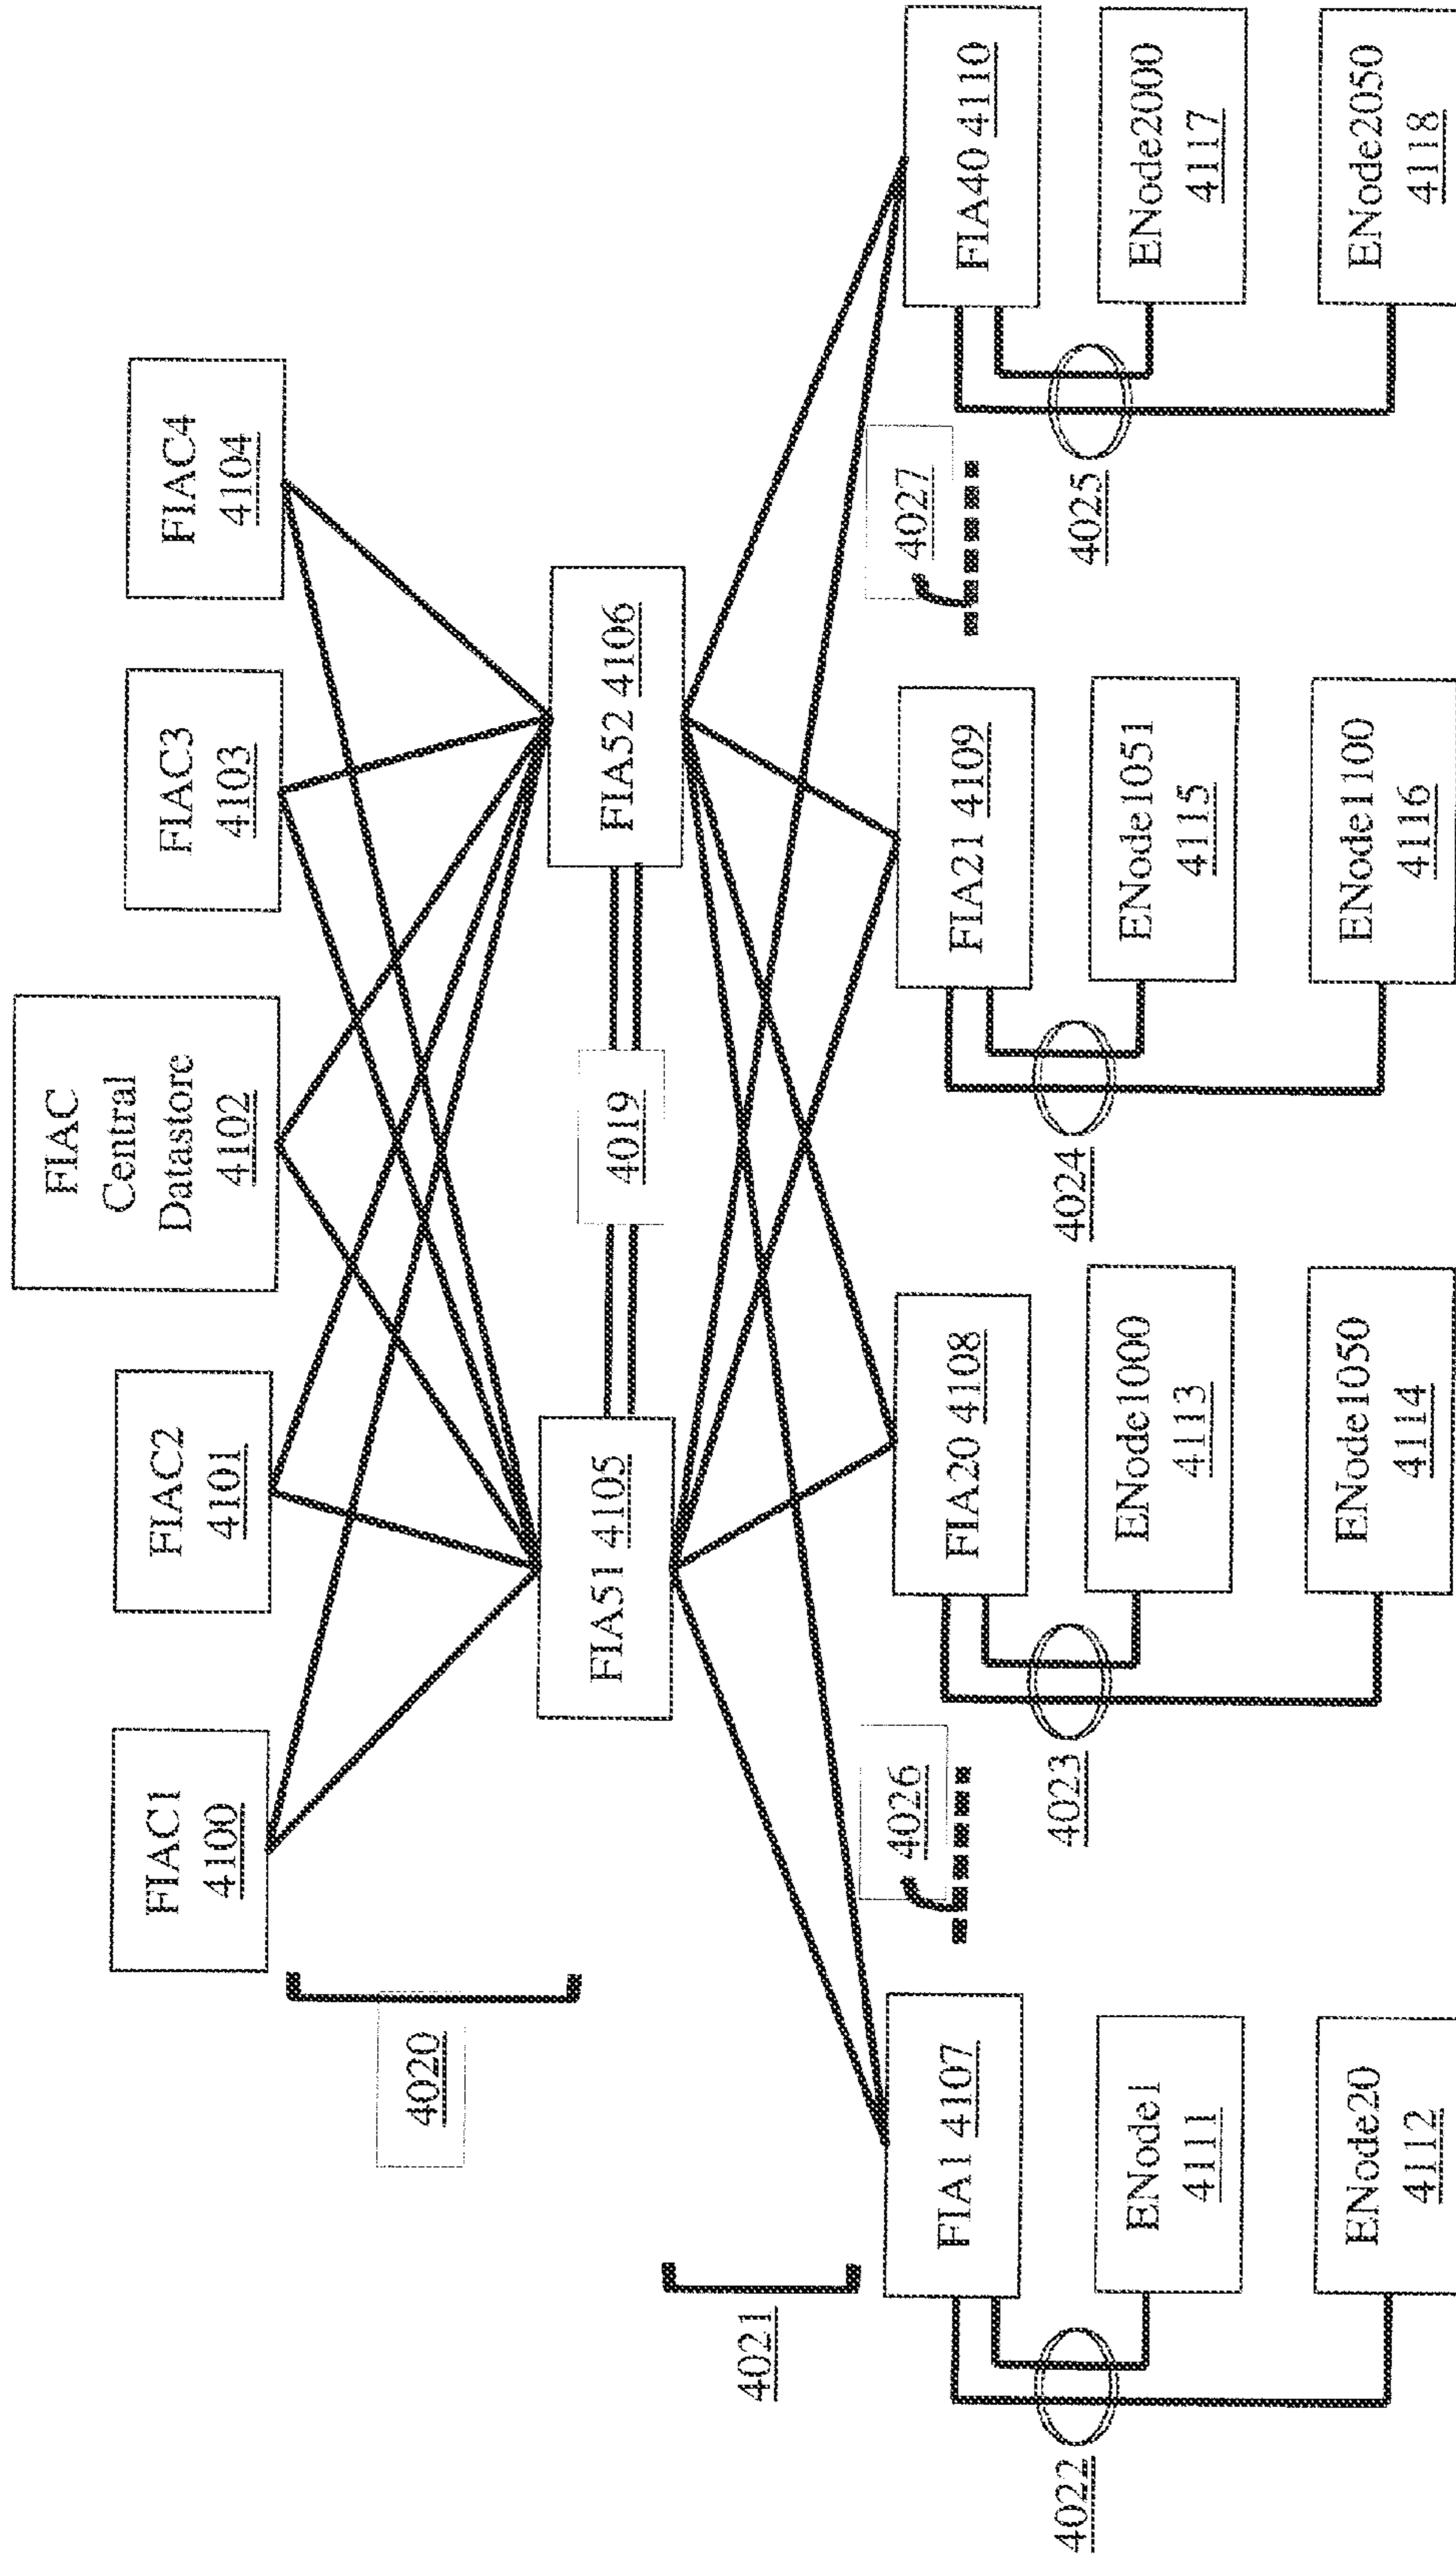 FIAC1
4100
FIAC2
4101
FIAC
Central
Datastore
4102
FIAC3
4103
FIAC4
4104
4020
FIA51 4105
4019
FIA52 4106
4021
4026
4027
FIA1 4107
FIA20 4108
FIA21 4109
FIA40 4110
4022
ENode1
4111
4023
ENode1000
4113
4024
ENode1051
4115
4025
ENode2000
4117
ENode20
4112
ENode1050
4114
ENode1100
4116
ENode2050
4118